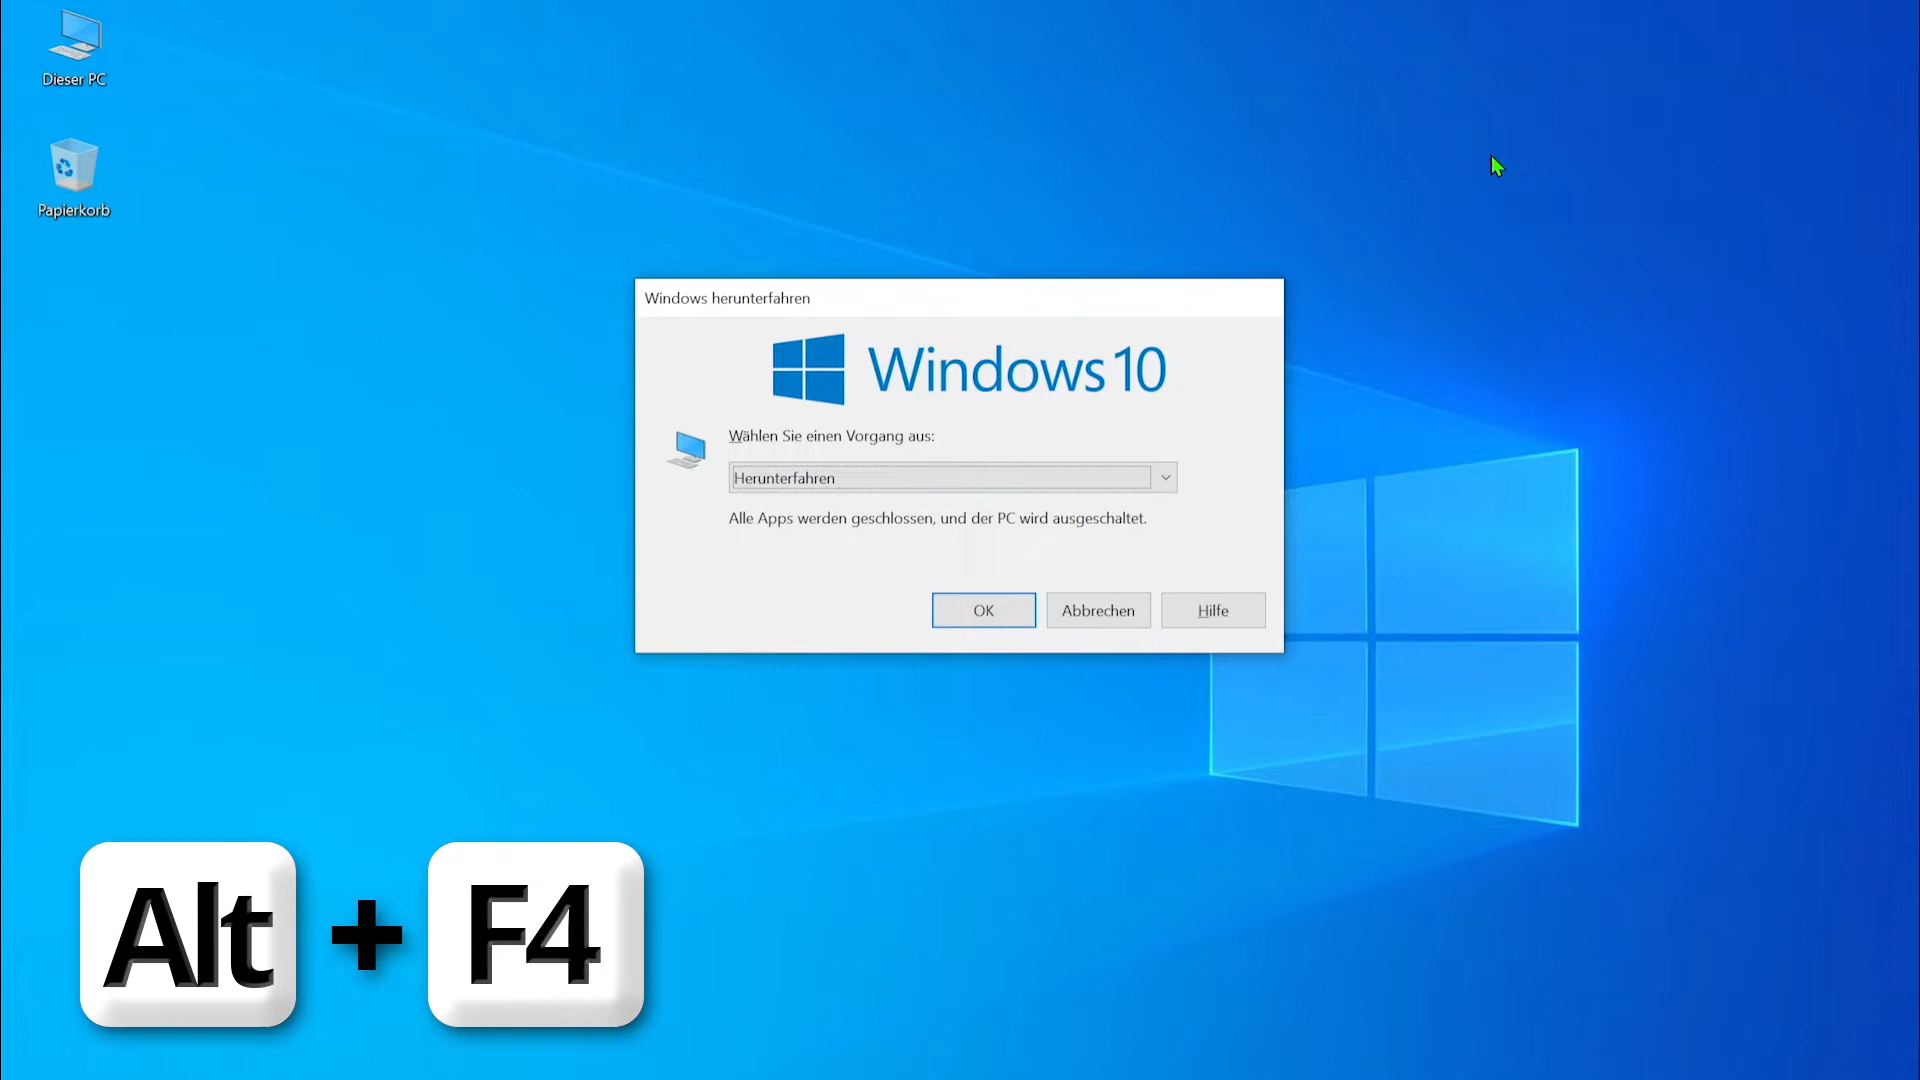 Dieser PC
Papierkorb
Windows herunterfahren
Windows 10
Wählen Sie einen Vorgang aus:
Herunterfahren
Alle Apps werden geschlossen, und der PC wird ausgeschaltet.
OK
Abbrechen
Hilfe
Alt + F4